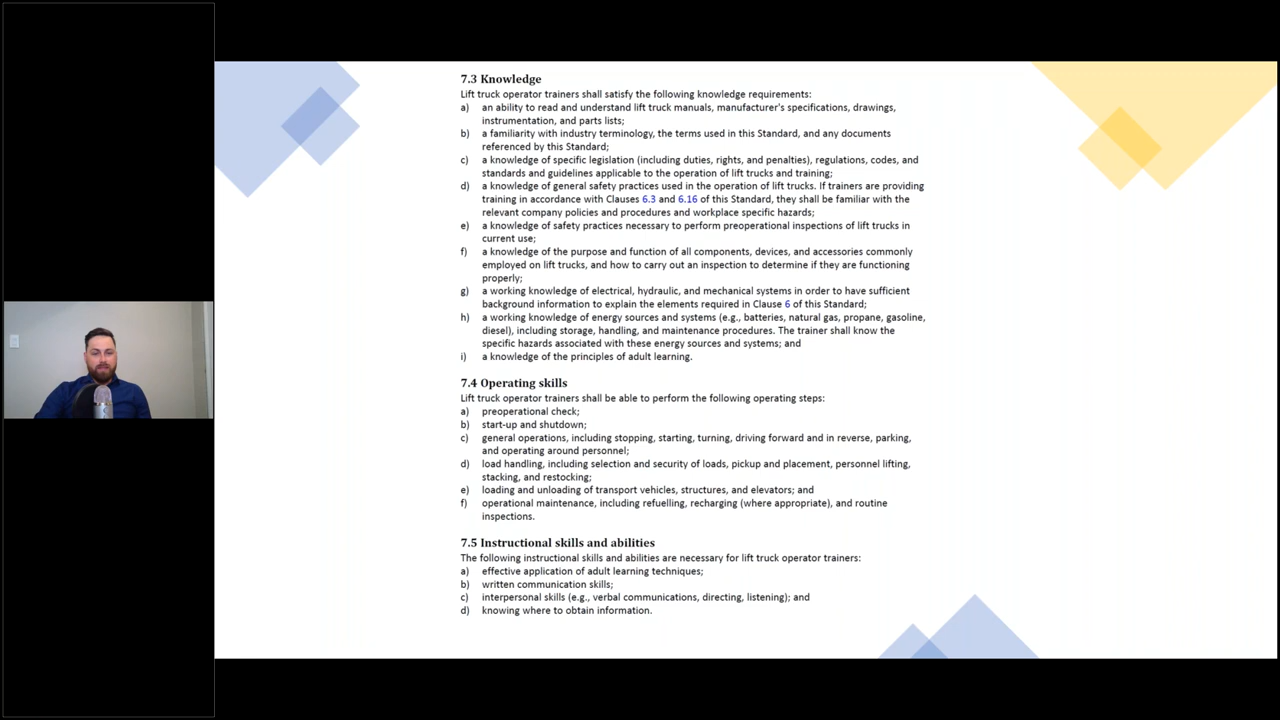 7.3 Knowledge
Lift truck operator trainers shall satisfy the following knowledge requirements:
a) an ability to read and understand lift truck manuals, manufacturer's specifications, drawings,
instrumentation, and parts lists;
b) a familiarity with industry terminology, the terms used in this Standard, and any documents
referenced by this Standard;
c) a knowledge of specific legislation (including duties, rights, and penalties), regulations, codes, and
standards and guidelines applicable to the operation of lift trucks and training;
d) a knowledge of general safety practices used in the operation of lift trucks. If trainers are providing
training in accordance with Clauses 6.3 and 6.16 of this Standard, they shall be familiar with the
relevant company policies and procedures and workplace specific hazards;
e) a knowledge of safety practices necessary to perform preoperational inspections of lift trucks in
current use;
f) a knowledge of the purpose and function of all components, devices, and accessories commonly
employed on lift trucks, and how to carry out an inspection to determine if they are functioning
properly;
g) a working knowledge of electrical, hydraulic, and mechanical systems in order to have sufficient
background information to explain the elements required in Clause 6 of this Standard;
h) a working knowledge of energy sources and systems (e.g., batteries, natural gas, propane, gasoline,
diesel), including storage, handling, and maintenance procedures. The trainer shall know the
specific hazards associated with these energy sources and systems; and
i) a knowledge of the principles of adult learning.
7.4 Operating skills
Lift truck operator trainers shall be able to perform the following operating steps:
a) preoperational check;
b) start-up and shutdown;
c) general operations, including stopping, starting, turning, driving forward and in reverse, parking,
and operating around personnel;
d) load handling, including selection and security of loads, pickup and placement, personnel lifting,
stacking, and restocking;
e) loading and unloading of transport vehicles, structures, and elevators; and
f) operational maintenance, including refuelling, recharging (where appropriate), and routine
inspections.
7.5 Instructional skills and abilities
The following instructional skills and abilities are necessary for lift truck operator trainers:
a) effective application of adult learning techniques;
b) written communication skills;
c) interpersonal skills (e.g., verbal communications, directing, listening); and
d) knowing where to obtain information.